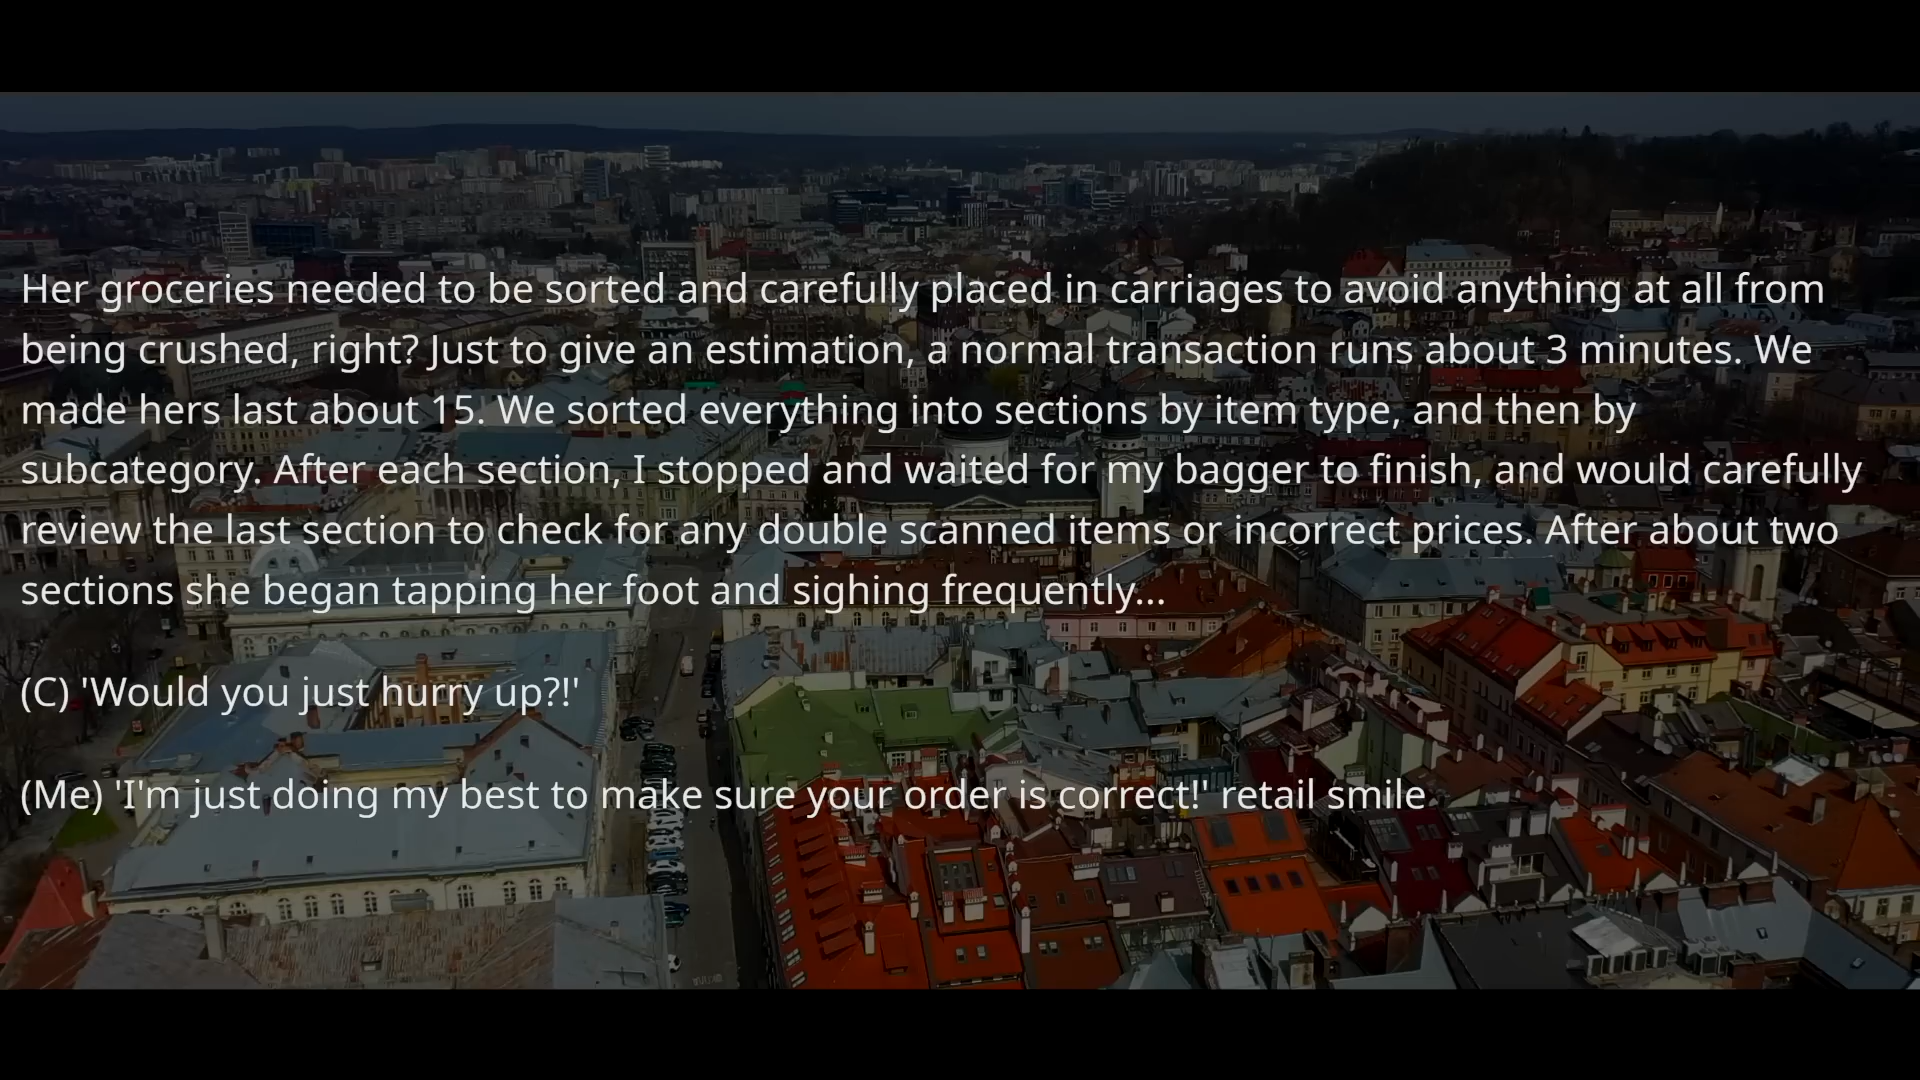 Her groceries needed to be sorted and carefully placed in carriages to avoid anything at all from
being crushed, right? Just to give an estimation, a normal transaction runs about 3 minutes. We
made hers last about 15. We sorted everything into sections by item type, and then by
subcategory. After each section, I stopped and waited for my bagger to finish, and would carefully
review the last section to check for any double scanned items or incorrect prices. After about two
sections she began tapping her foot and sighing frequently...
(C) 'Would you just hurry up?!'
(Me) 'I'm just doing my best to make sure your order is correct!' retail smile